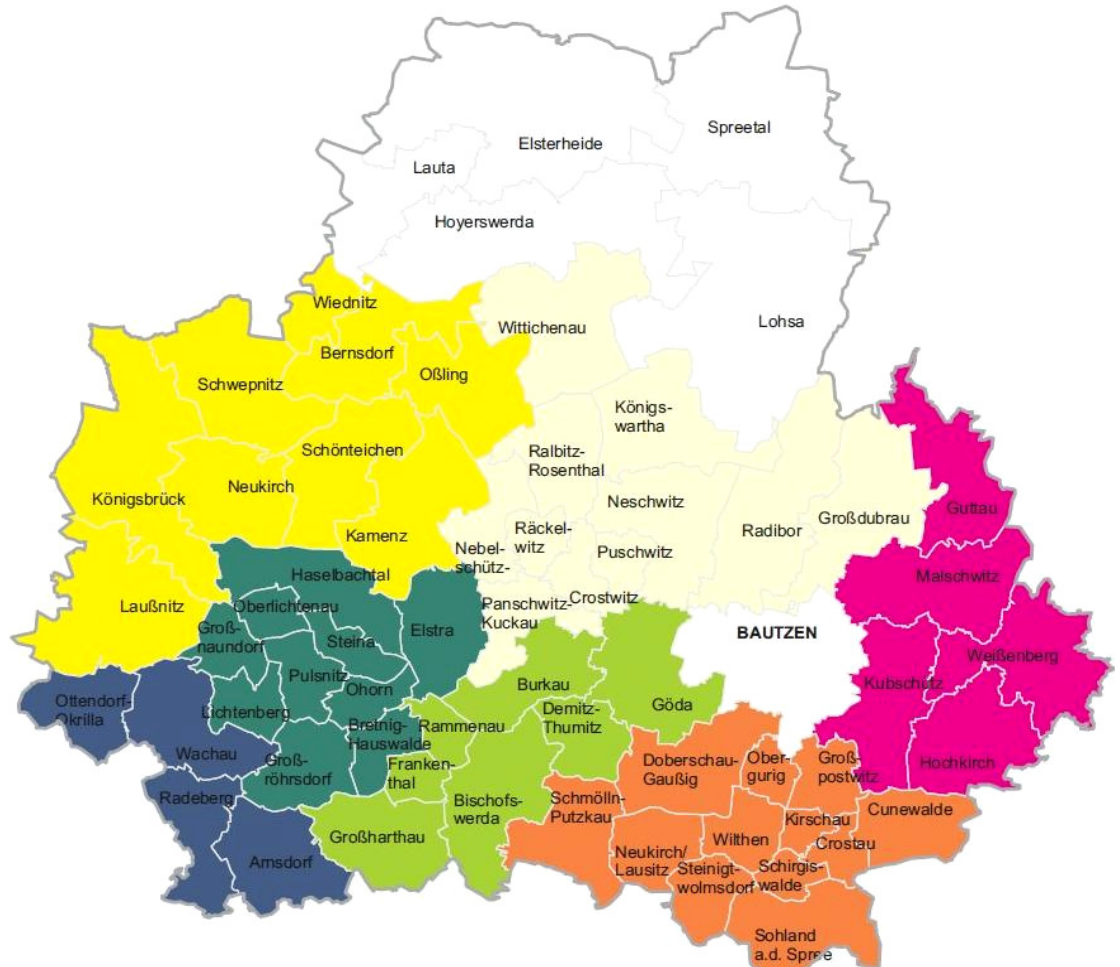 Spreetal
Elsterheide
Lauta
Hoyerswerda
Wiednitz
Wittichenau
Lohsa
Bernsdorf
Oßling
Schwepnitz
Königs-
wartha
Schönteichen
Ralbitz-
Rosenthal
Neukirch
Königsbrück
Neschwitz
Guttau
Großdubrau
Radibor
Räckel-
witz
Kamenz
Nebel-
schütz-
Puschwitz
Malschwitz
Haselbachtal
Crostwitz
Panschwitz-
Kuckau
Laußnitz
Oberlichtenau
Elstra
BAUTZEN
Groß-
naundorf
Steina
Weißenberg
Pulsnitz
Kubschütz
Burkau
Ohorn
Ottendorf-
Okrilla
Göda
Demitz-
Thumitz
Lichtenberg
Rammenau
Bretnig-
Hauswalde
Wachau
Groß-
röhrsdorf
Franken-
thal
Doberschau-
Gaußig
Ober-
gurig
Groß-
postwitz
Hochkirch
Radeberg
Bischofs-
werda
Schmölln-
Putzkau
Cunewalde
Kirschau
Großharthau
Wilthen
Crostau
Neukirch/
Lausitz
Arnsdorf
Steinigt-
wolmsdorf
Schirgis-
walde
Sohland
a.d. Spree